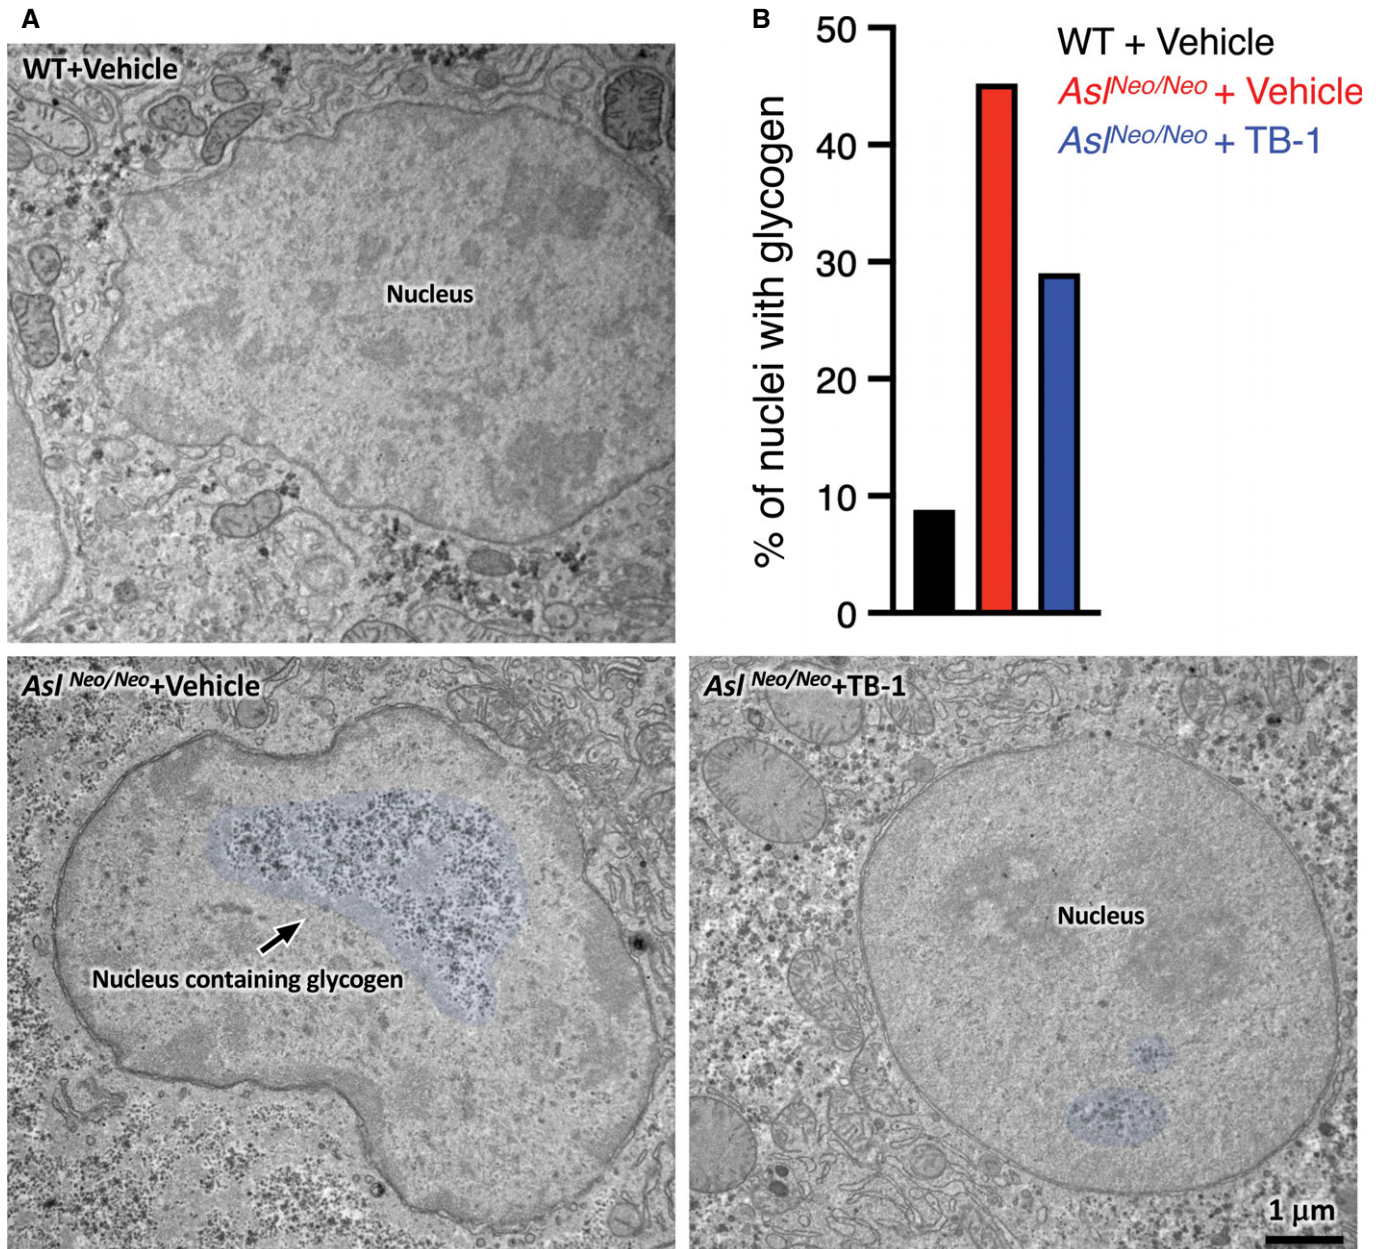 A
B
WT+Vehicle
Nucleus
50
40
30
20
10
0
% of nuclei with glycogen
WT + Vehicle
Asl^Neo/Neo + Vehicle
Asl^Neo/Neo + TB-1
Asl ^Neo/Neo+Vehicle
Nucleus containing glycogen
Asl ^Neo/Neo+TB-1
Nucleus
1 μm